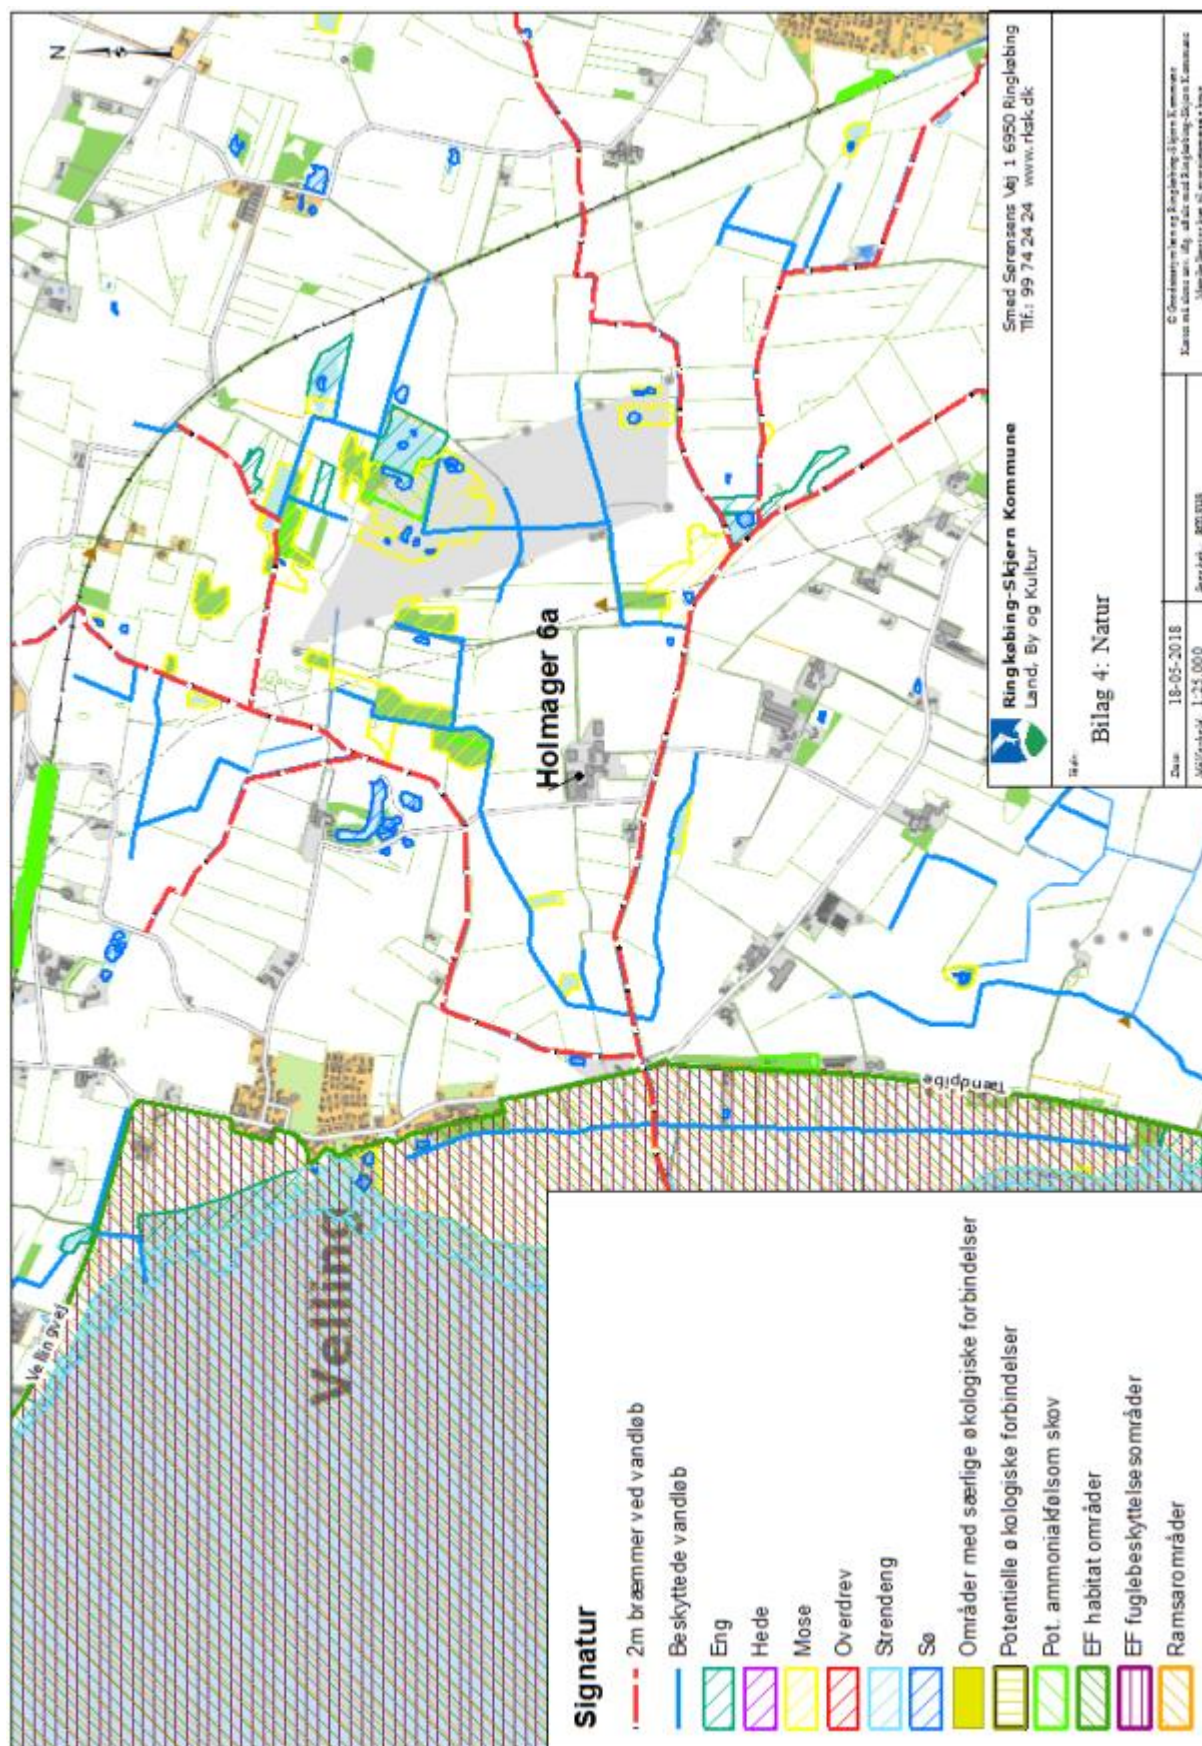 N
Vellingvej
Velling
Holmager 6a
Tændpibe
Signatur
2m bræmmer ved vandløb
Beskyttede vandløb
Eng
Hede
Mose
Overdrev
Strendeng
Sø
Områder med særlige økologiske forbindelser
Potentielle økologiske forbindelser
Pot. ammoniakfølsom skov
EF habitat områder
EF fuglebeskyttelsesområder
Ramsarområder
Ringkøbing-Skjern Kommune
Land, By og Kultur
Smed Sørensens Vej 1 6950 Ringkøbing
Tlf.: 99 74 24 24 www.rksk.dk
Bilag 4: Natur
18-05-2018
1:25.000